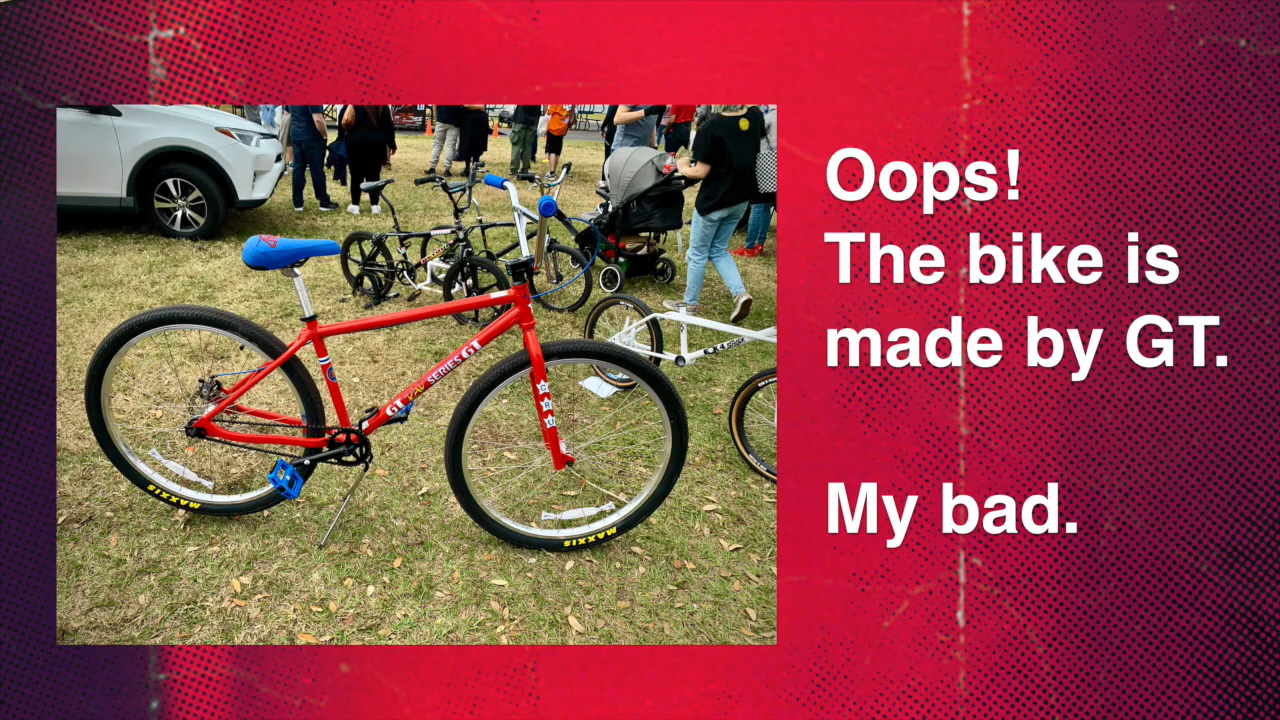 Oops!
The bike is
made by GT.
My bad.
GT
SERIES GT
C
R
U
MAXXIS
MAXXIS